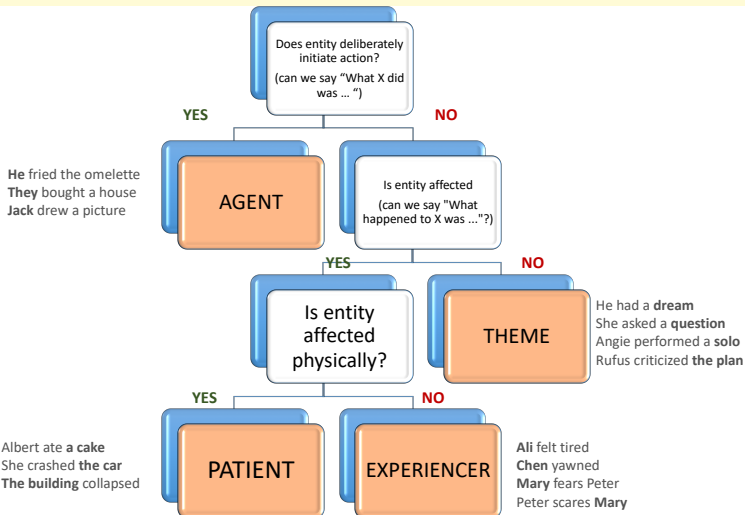 Does entity deliberately
initiate action?
(can we say “What X did
was … “)
YES
NO
He fried the omelette
They bought a house
Jack drew a picture
AGENT
Is entity affected
(can we say "What
happened to X was ..."?)
YES
NO
Is entity
affected
physically?
THEME
He had a dream
She asked a question
Angie performed a solo
Rufus criticized the plan
YES
NO
Albert ate a cake
She crashed the car
The building collapsed
PATIENT
EXPERIENCER
Ali felt tired
Chen yawned
Mary fears Peter
Peter scares Mary